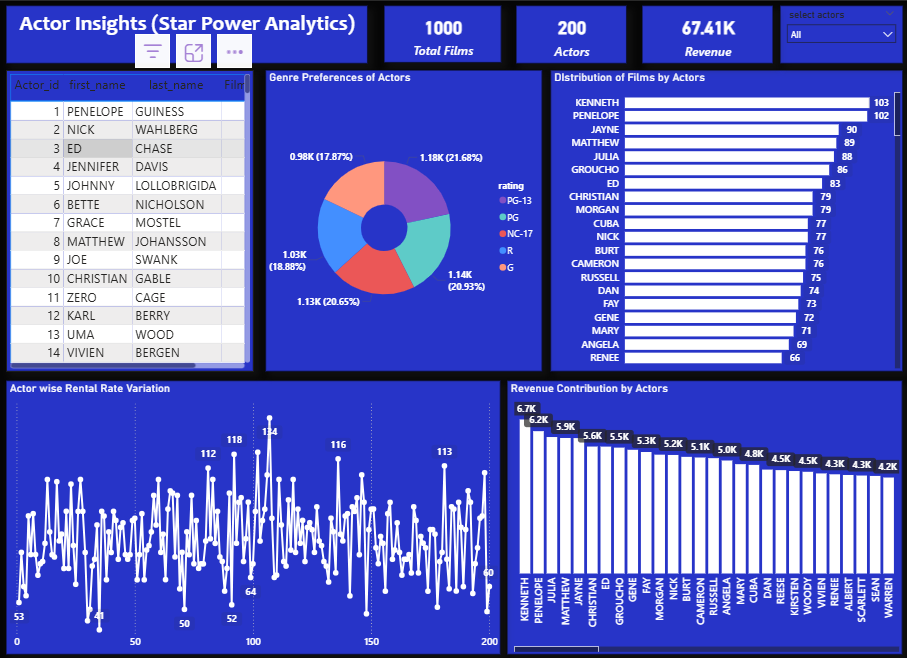 Actor Insights (Star Power Analytics)
1000
Total Films
200
Actors
67.41K
Revenue
select actors
All
Actor_id first_name last_name Film
1 PENELOPE GUINESS
2 NICK WAHLBERG
3 ED CHASE
4 JENNIFER DAVIS
5 JOHNNY LOLLOBRIGIDA
6 BETTE NICHOLSON
7 GRACE MOSTEL
8 MATTHEW JOHANSSON
9 JOE SWANK
10 CHRISTIAN GABLE
11 ZERO CAGE
12 KARL BERRY
13 UMA WOOD
14 VIVIEN BERGEN
Genre Preferences of Actors
0.98K (17.87%)
1.18K (21.68%)
1.03K
(18.88%)
1.14K
(20.93%)
1.13K (20.65%)
rating
PG-13
PG
NC-17
R
G
DIstribution of Films by Actors
KENNETH 103
PENELOPE 102
JAYNE 90
MATTHEW 89
JULIA 88
GROUCHO 86
ED 83
CHRISTIAN 79
MORGAN 79
CUBA 77
NICK 77
BURT 76
CAMERON 76
RUSSELL 75
DAN 74
FAY 73
GENE 72
MARY 71
ANGELA 69
RENEE 66
Actor wise Rental Rate Variation
134
118
112
116
113
64
60
53
50
52
41
0 50 100 150 200
Revenue Contribution by Actors
6.7K
6.2K
5.9K
5.6K
5.5K
5.3K
5.2K
5.1K
5.0K
4.8K
4.5K
4.5K
4.3K
4.3K
4.2K
KENNETH
PENELOPE
JULIA
MATTHEW
JAYNE
CHRISTIAN
ED
GROUCHO
GENE
FAY
MORGAN
NICK
BURT
CAMERON
RUSSELL
ANGELA
MARY
CUBA
DAN
REESE
KIRSTEN
WOODY
VIVIEN
RENEE
ALBERT
SCARLETT
SEAN
WARREN